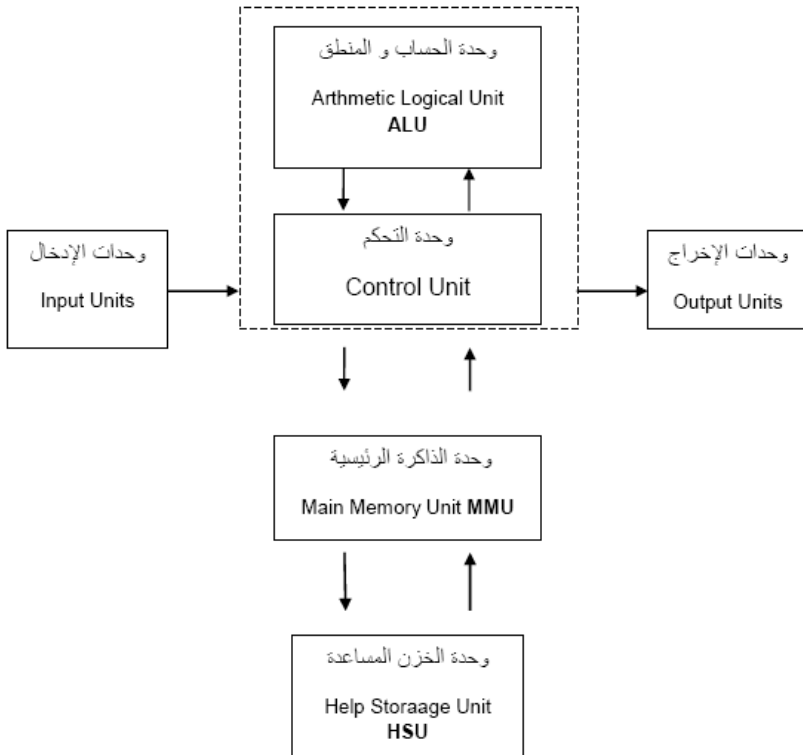 وحدة الحساب و المنطق
Arthmetic Logical Unit
ALU
وحدات الإدخال
Input Units
وحدة التحكم
Control Unit
وحدات الإخراج
Output Units
وحدة الذاكرة الرئيسية
Main Memory Unit MMU
وحدة الخزن المساعدة
Help Storaage Unit
HSU